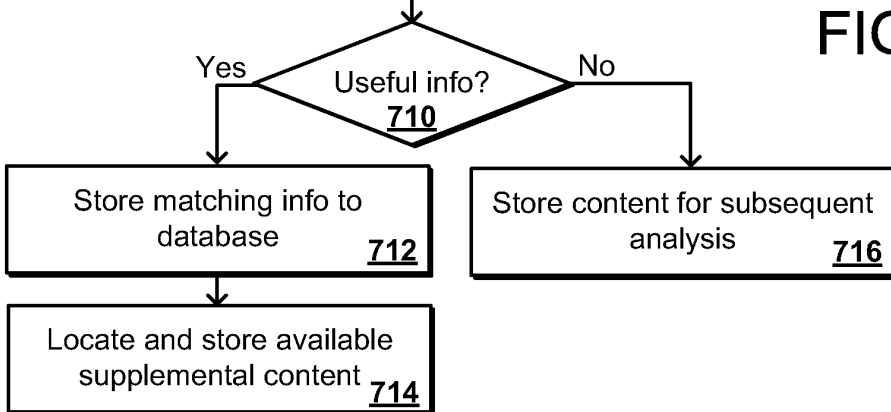 FIG
Yes
Useful info?
No
710
Store matching info to
database
712
Store content for subsequent
analysis
716
Locate and store available
supplemental content
714